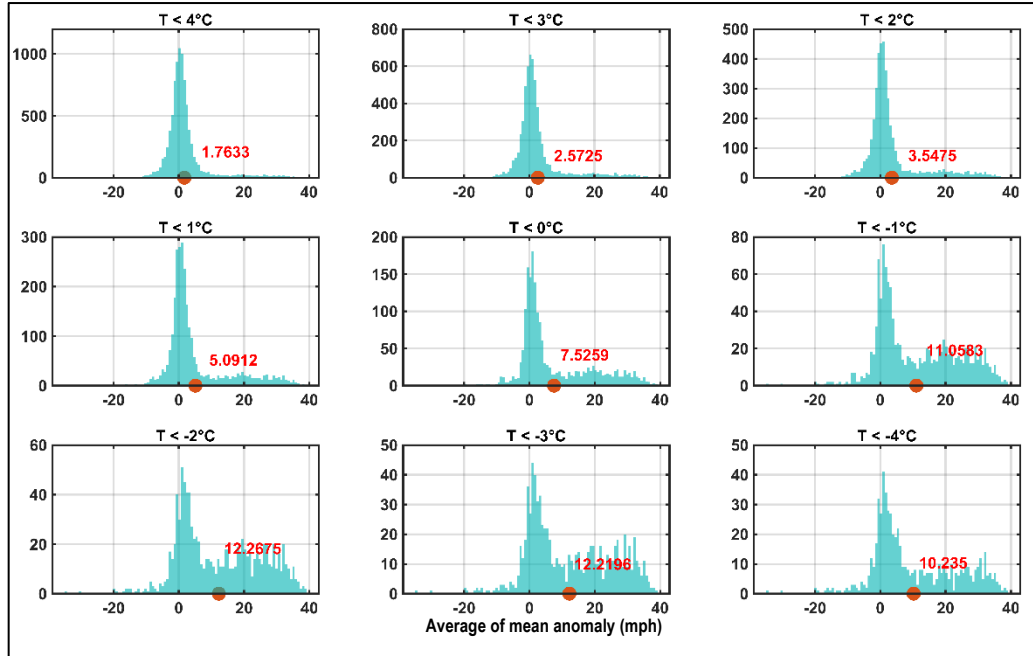 T < 4°C
T < 3°C
T < 2°C
1000
500
0
1.7633
-20 0 20 40
800
600
400
200
0
2.5725
-20 0 20 40
500
400
300
200
100
0
3.5475
-20 0 20 40
T < 1°C
T < 0°C
T < -1°C
300
200
100
0
5.0912
-20 0 20 40
200
150
100
50
0
7.5259
-20 0 20 40
80
60
40
20
0
11.0583
-20 0 20 40
T < -2°C
T < -3°C
T < -4°C
60
40
20
0
12.2675
-20 0 20 40
50
40
30
20
10
0
12.2196
-20 0 20 40
50
40
30
20
10
0
10.235
-20 0 20 40
Average of mean anomaly (mph)